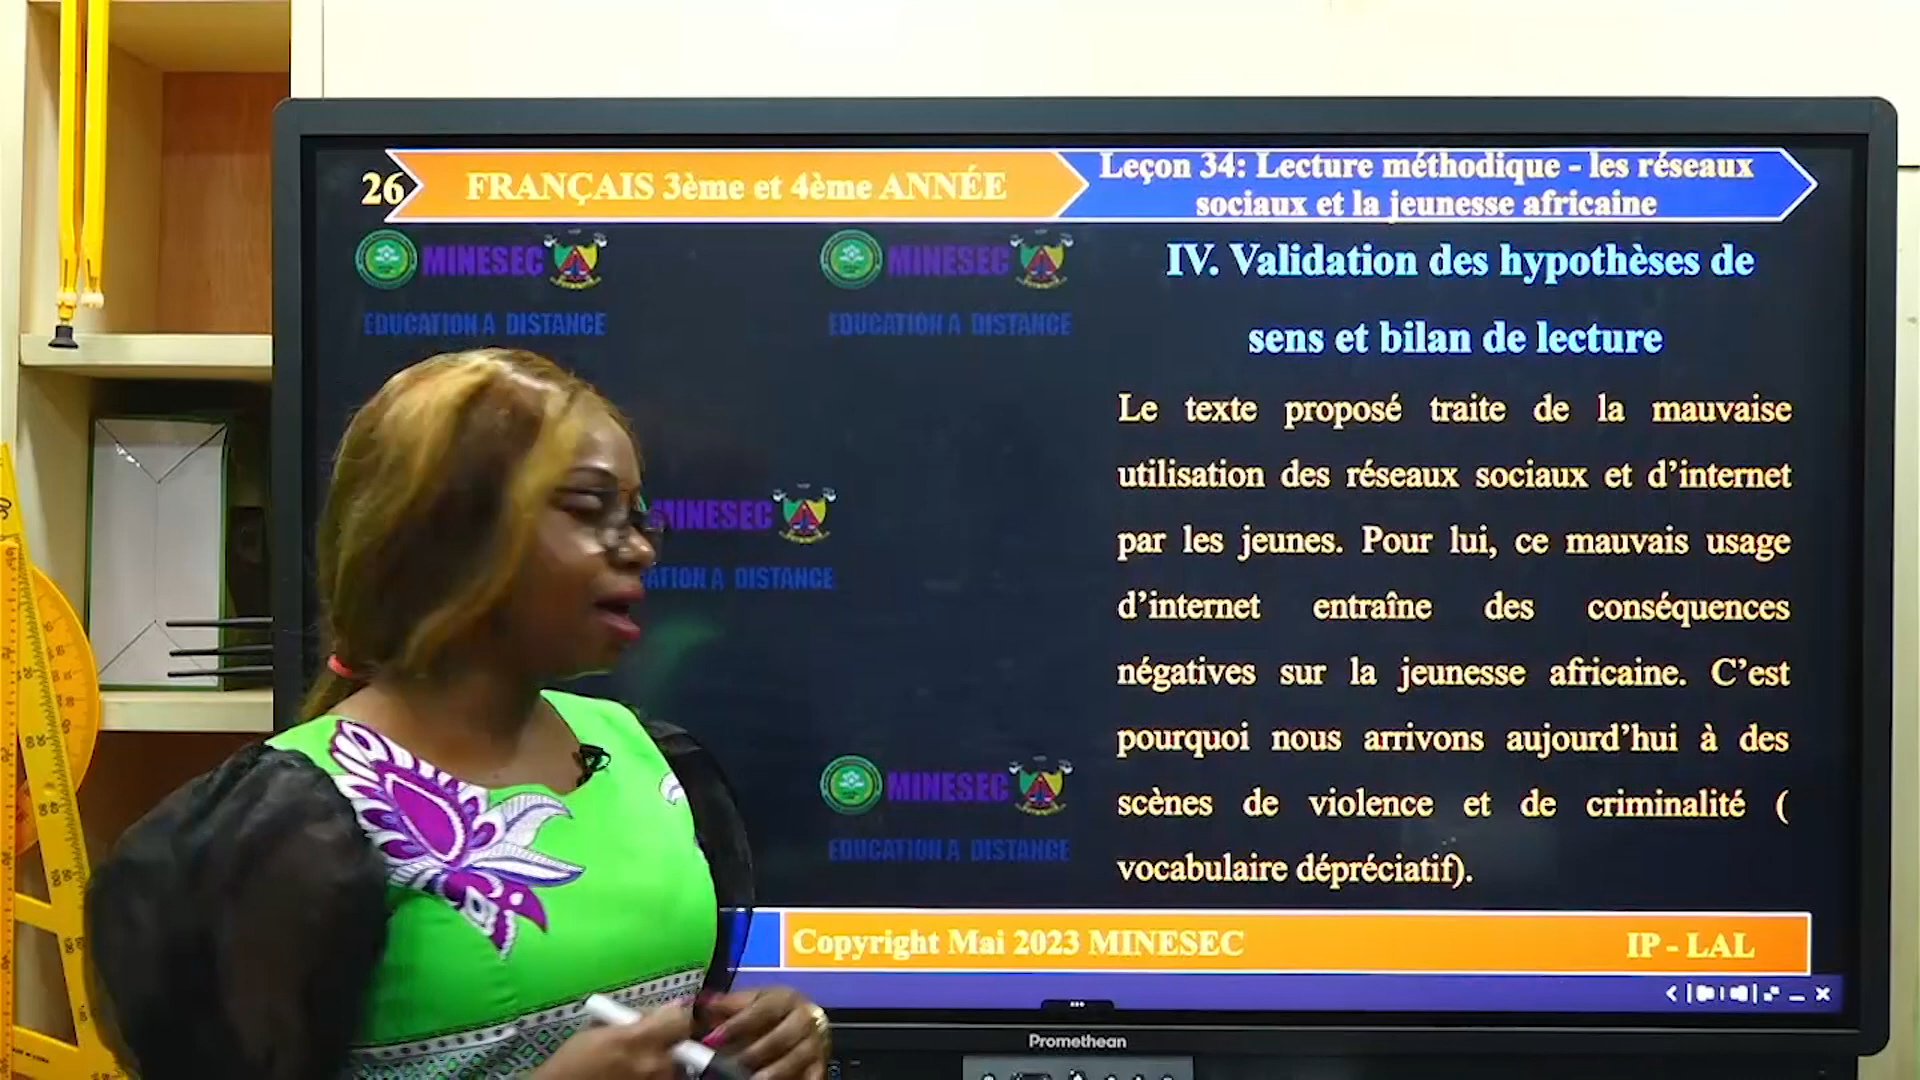 26
FRANÇAIS 3ème et 4ème ANNÉE
Leçon 34: Lecture méthodique - les réseaux
sociaux et la jeunesse africaine
MINESEC
EDUCATION A DISTANCE
MINESEC
EDUCATION A DISTANCE
IV. Validation des hypothèses de
sens et bilan de lecture
Le texte proposé traite de la mauvaise
utilisation des réseaux sociaux et d’internet
par les jeunes. Pour lui, ce mauvais usage
d’internet entraîne des conséquences
négatives sur la jeunesse africaine. C’est
pourquoi nous arrivons aujourd’hui à des
scènes de violence et de criminalité (
vocabulaire dépréciatif).
MINESEC
ATION A DISTANCE
MINESEC
EDUCATION A DISTANCE
Copyright Mai 2023 MINESEC
IP - LAL
Promethean